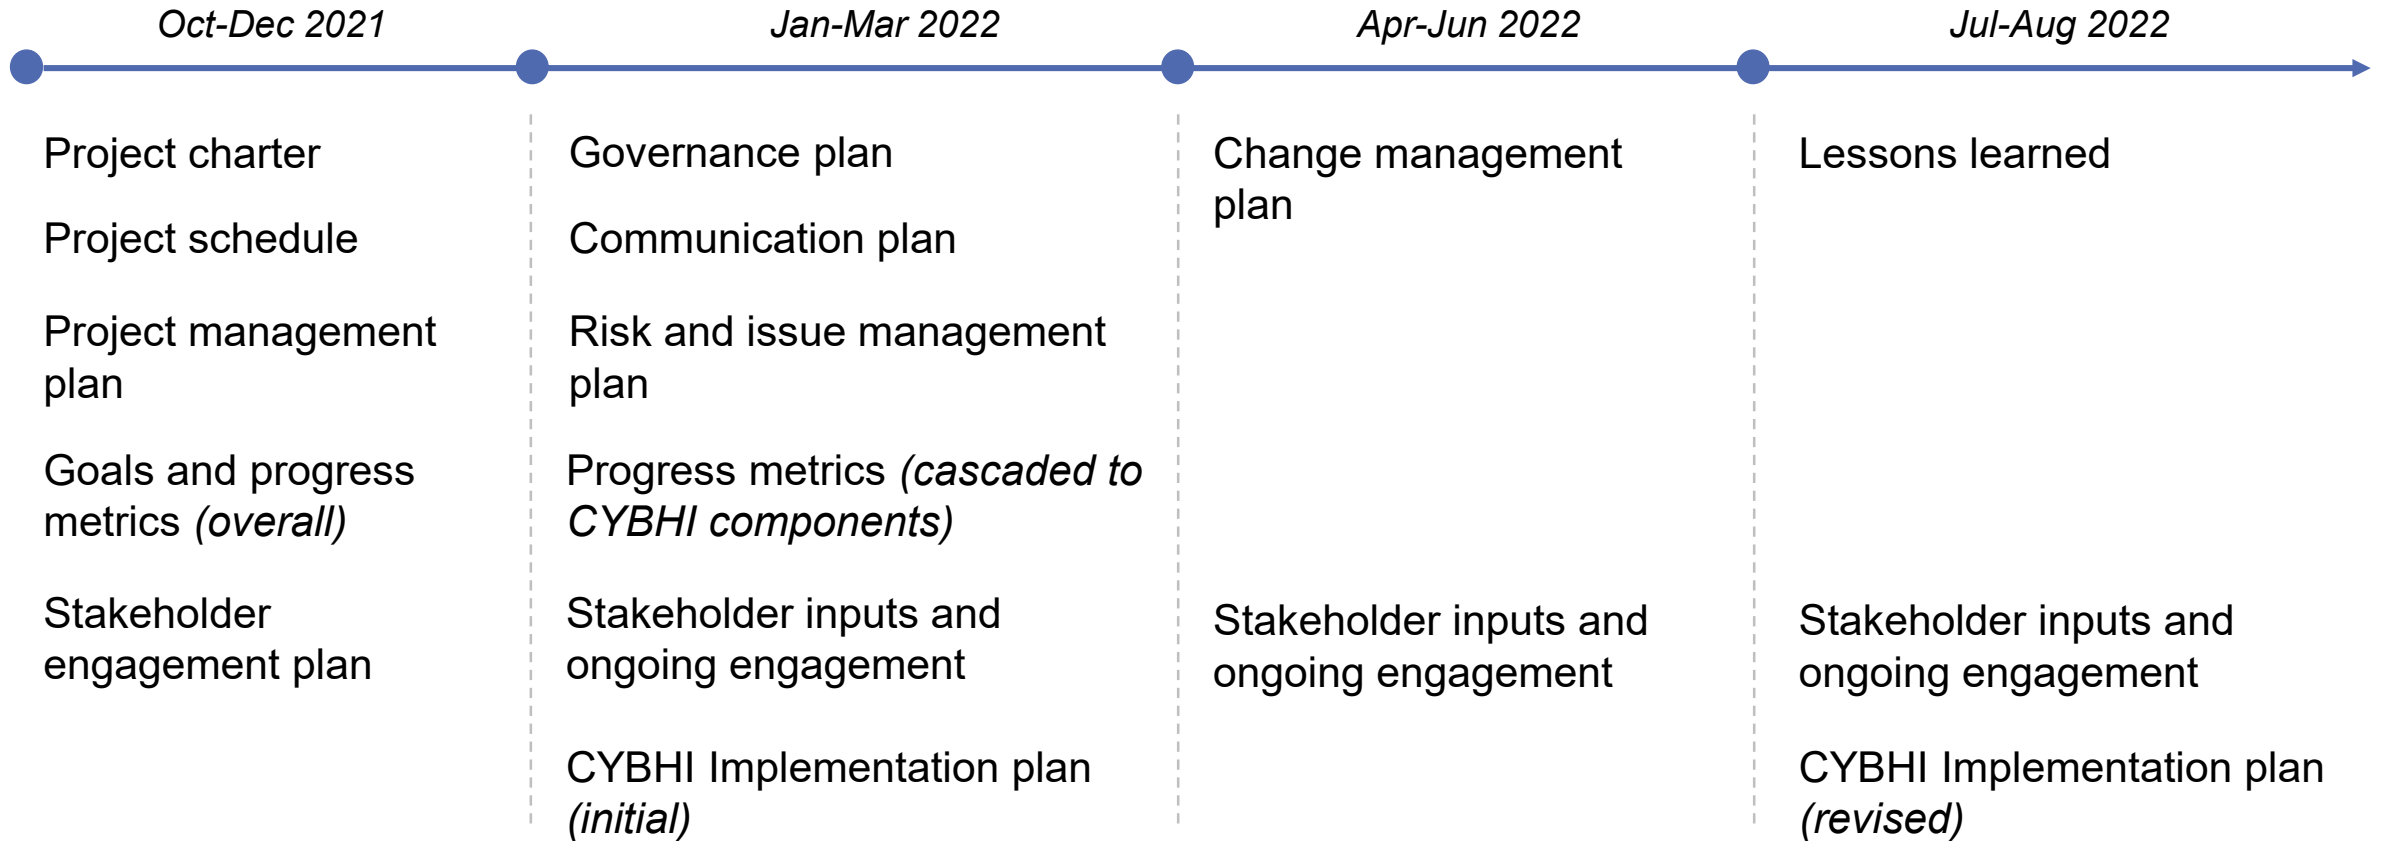 Oct-Dec 2021
Jan-Mar 2022
Apr-Jun 2022
Jul-Aug 2022
Project charter
Project schedule
Project management
plan
Goals and progress
metrics (overall)
Stakeholder
engagement plan
Governance plan
Communication plan
Risk and issue management
plan
Progress metrics (cascaded to
CYBHI components)
Stakeholder inputs and
ongoing engagement
CYBHI Implementation plan
(initial)
Change management
plan
Stakeholder inputs and
ongoing engagement
Lessons learned
Stakeholder inputs and
ongoing engagement
CYBHI Implementation plan
(revised)